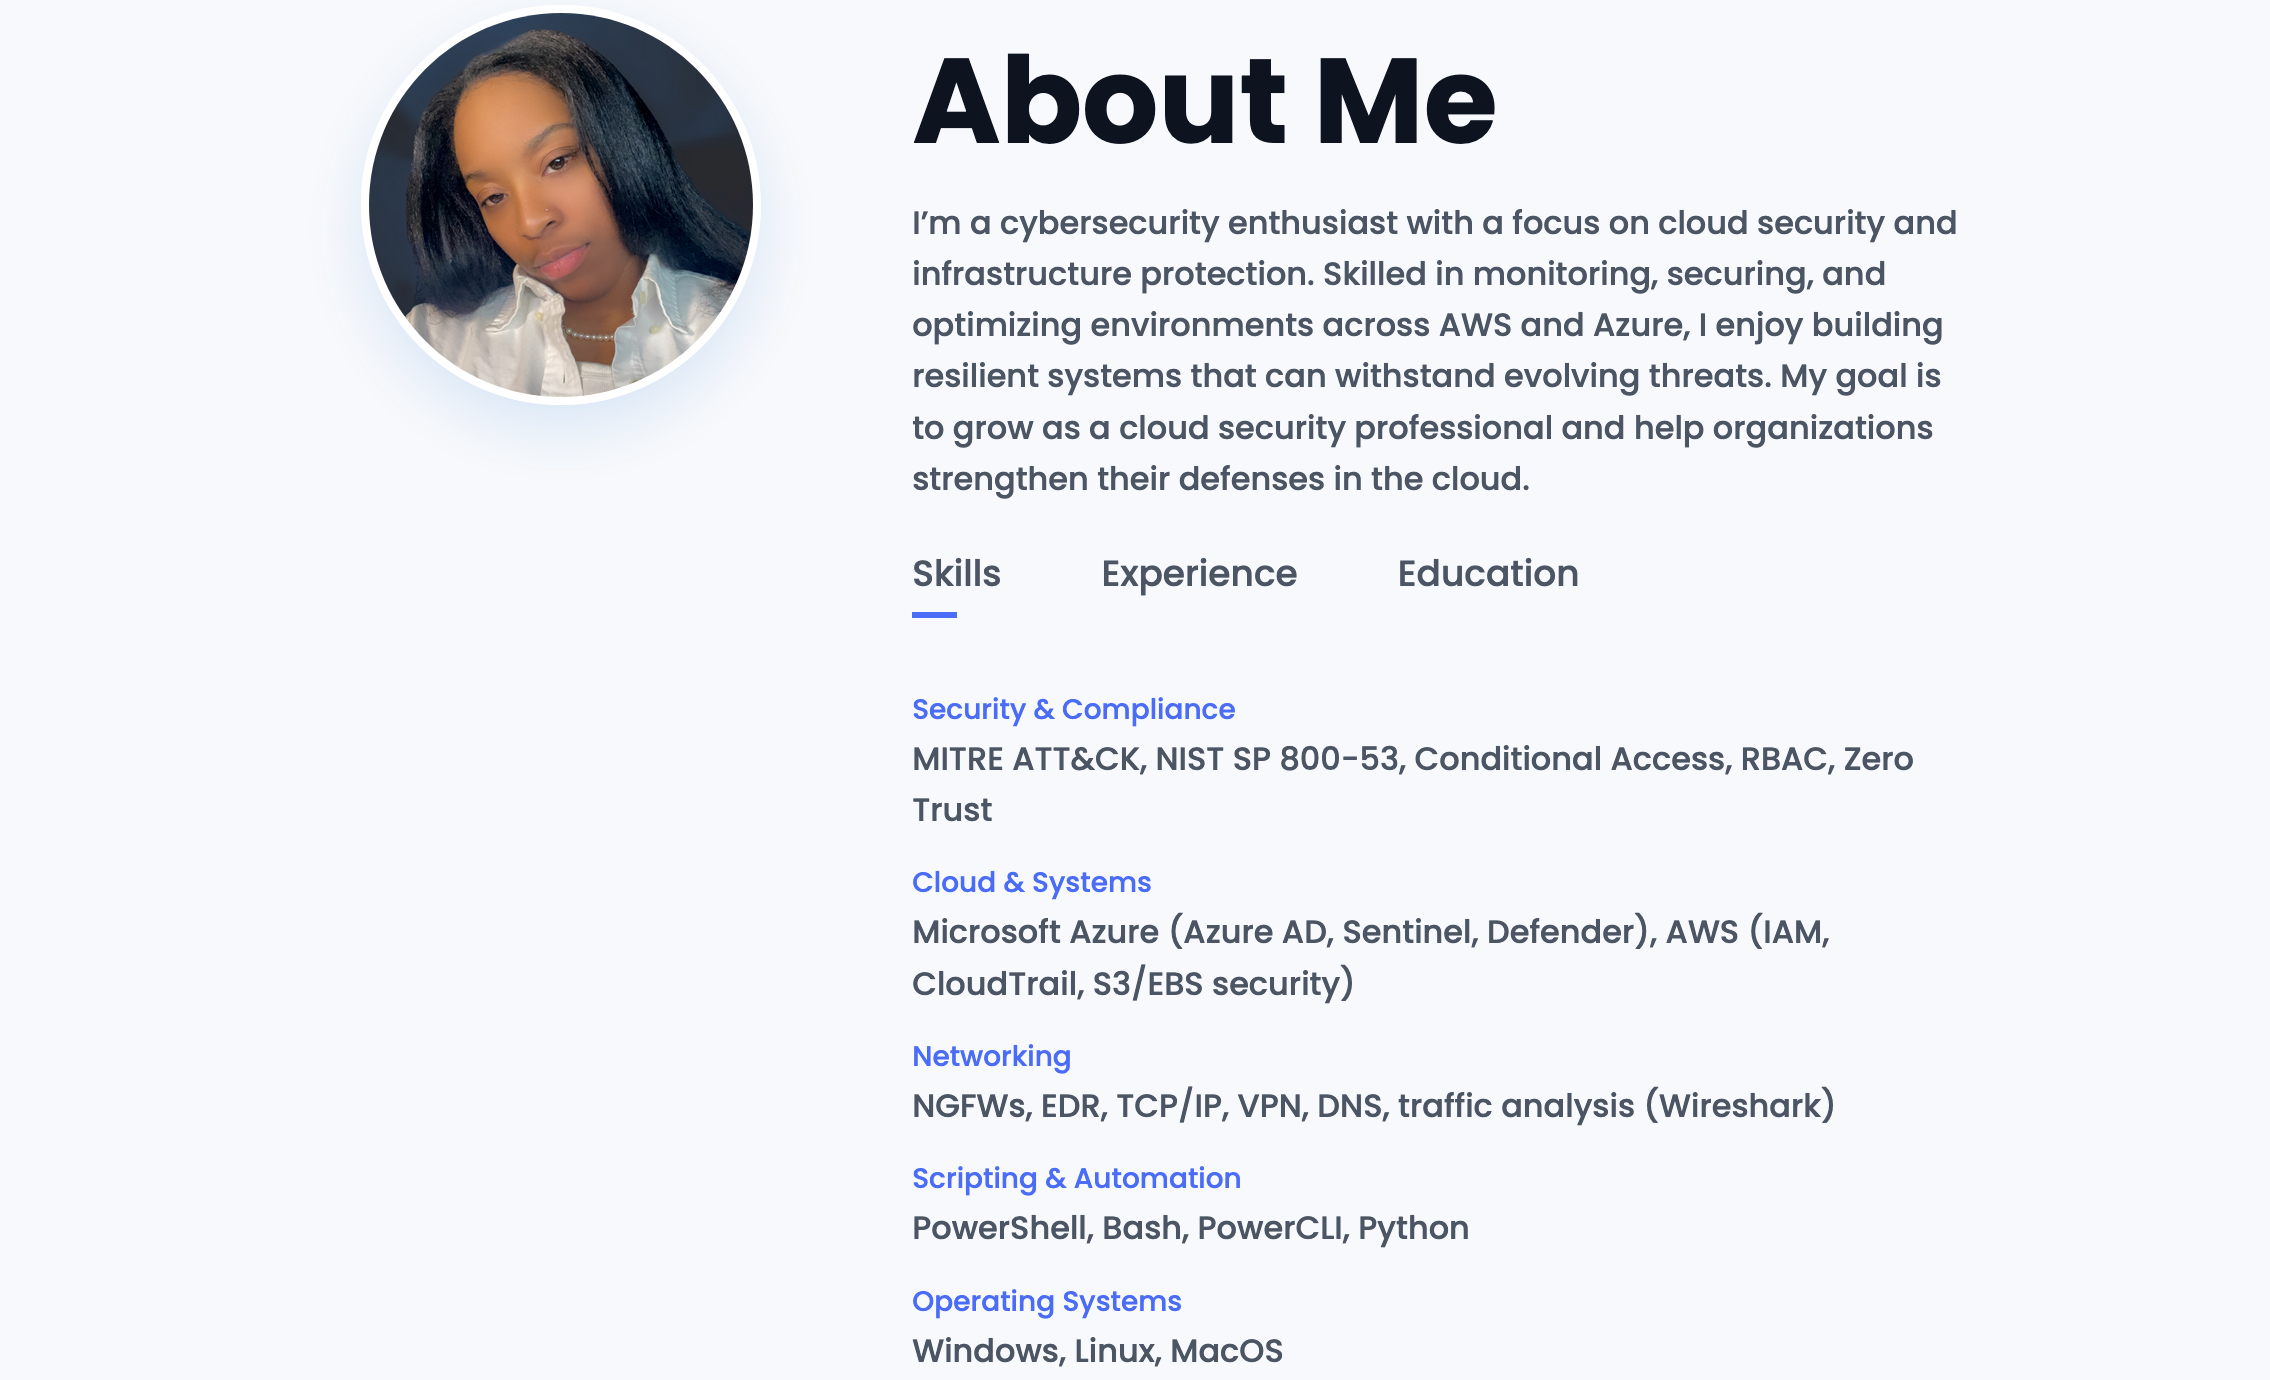 About Me
I’m a cybersecurity enthusiast with a focus on cloud security and
infrastructure protection. Skilled in monitoring, securing, and
optimizing environments across AWS and Azure, I enjoy building
resilient systems that can withstand evolving threats. My goal is
to grow as a cloud security professional and help organizations
strengthen their defenses in the cloud.
Skills Experience Education
Security & Compliance
MITRE ATT&CK, NIST SP 800-53, Conditional Access, RBAC, Zero
Trust
Cloud & Systems
Microsoft Azure (Azure AD, Sentinel, Defender), AWS (IAM,
CloudTrail, S3/EBS security)
Networking
NGFWs, EDR, TCP/IP, VPN, DNS, traffic analysis (Wireshark)
Scripting & Automation
PowerShell, Bash, PowerCLI, Python
Operating Systems
Windows, Linux, MacOS